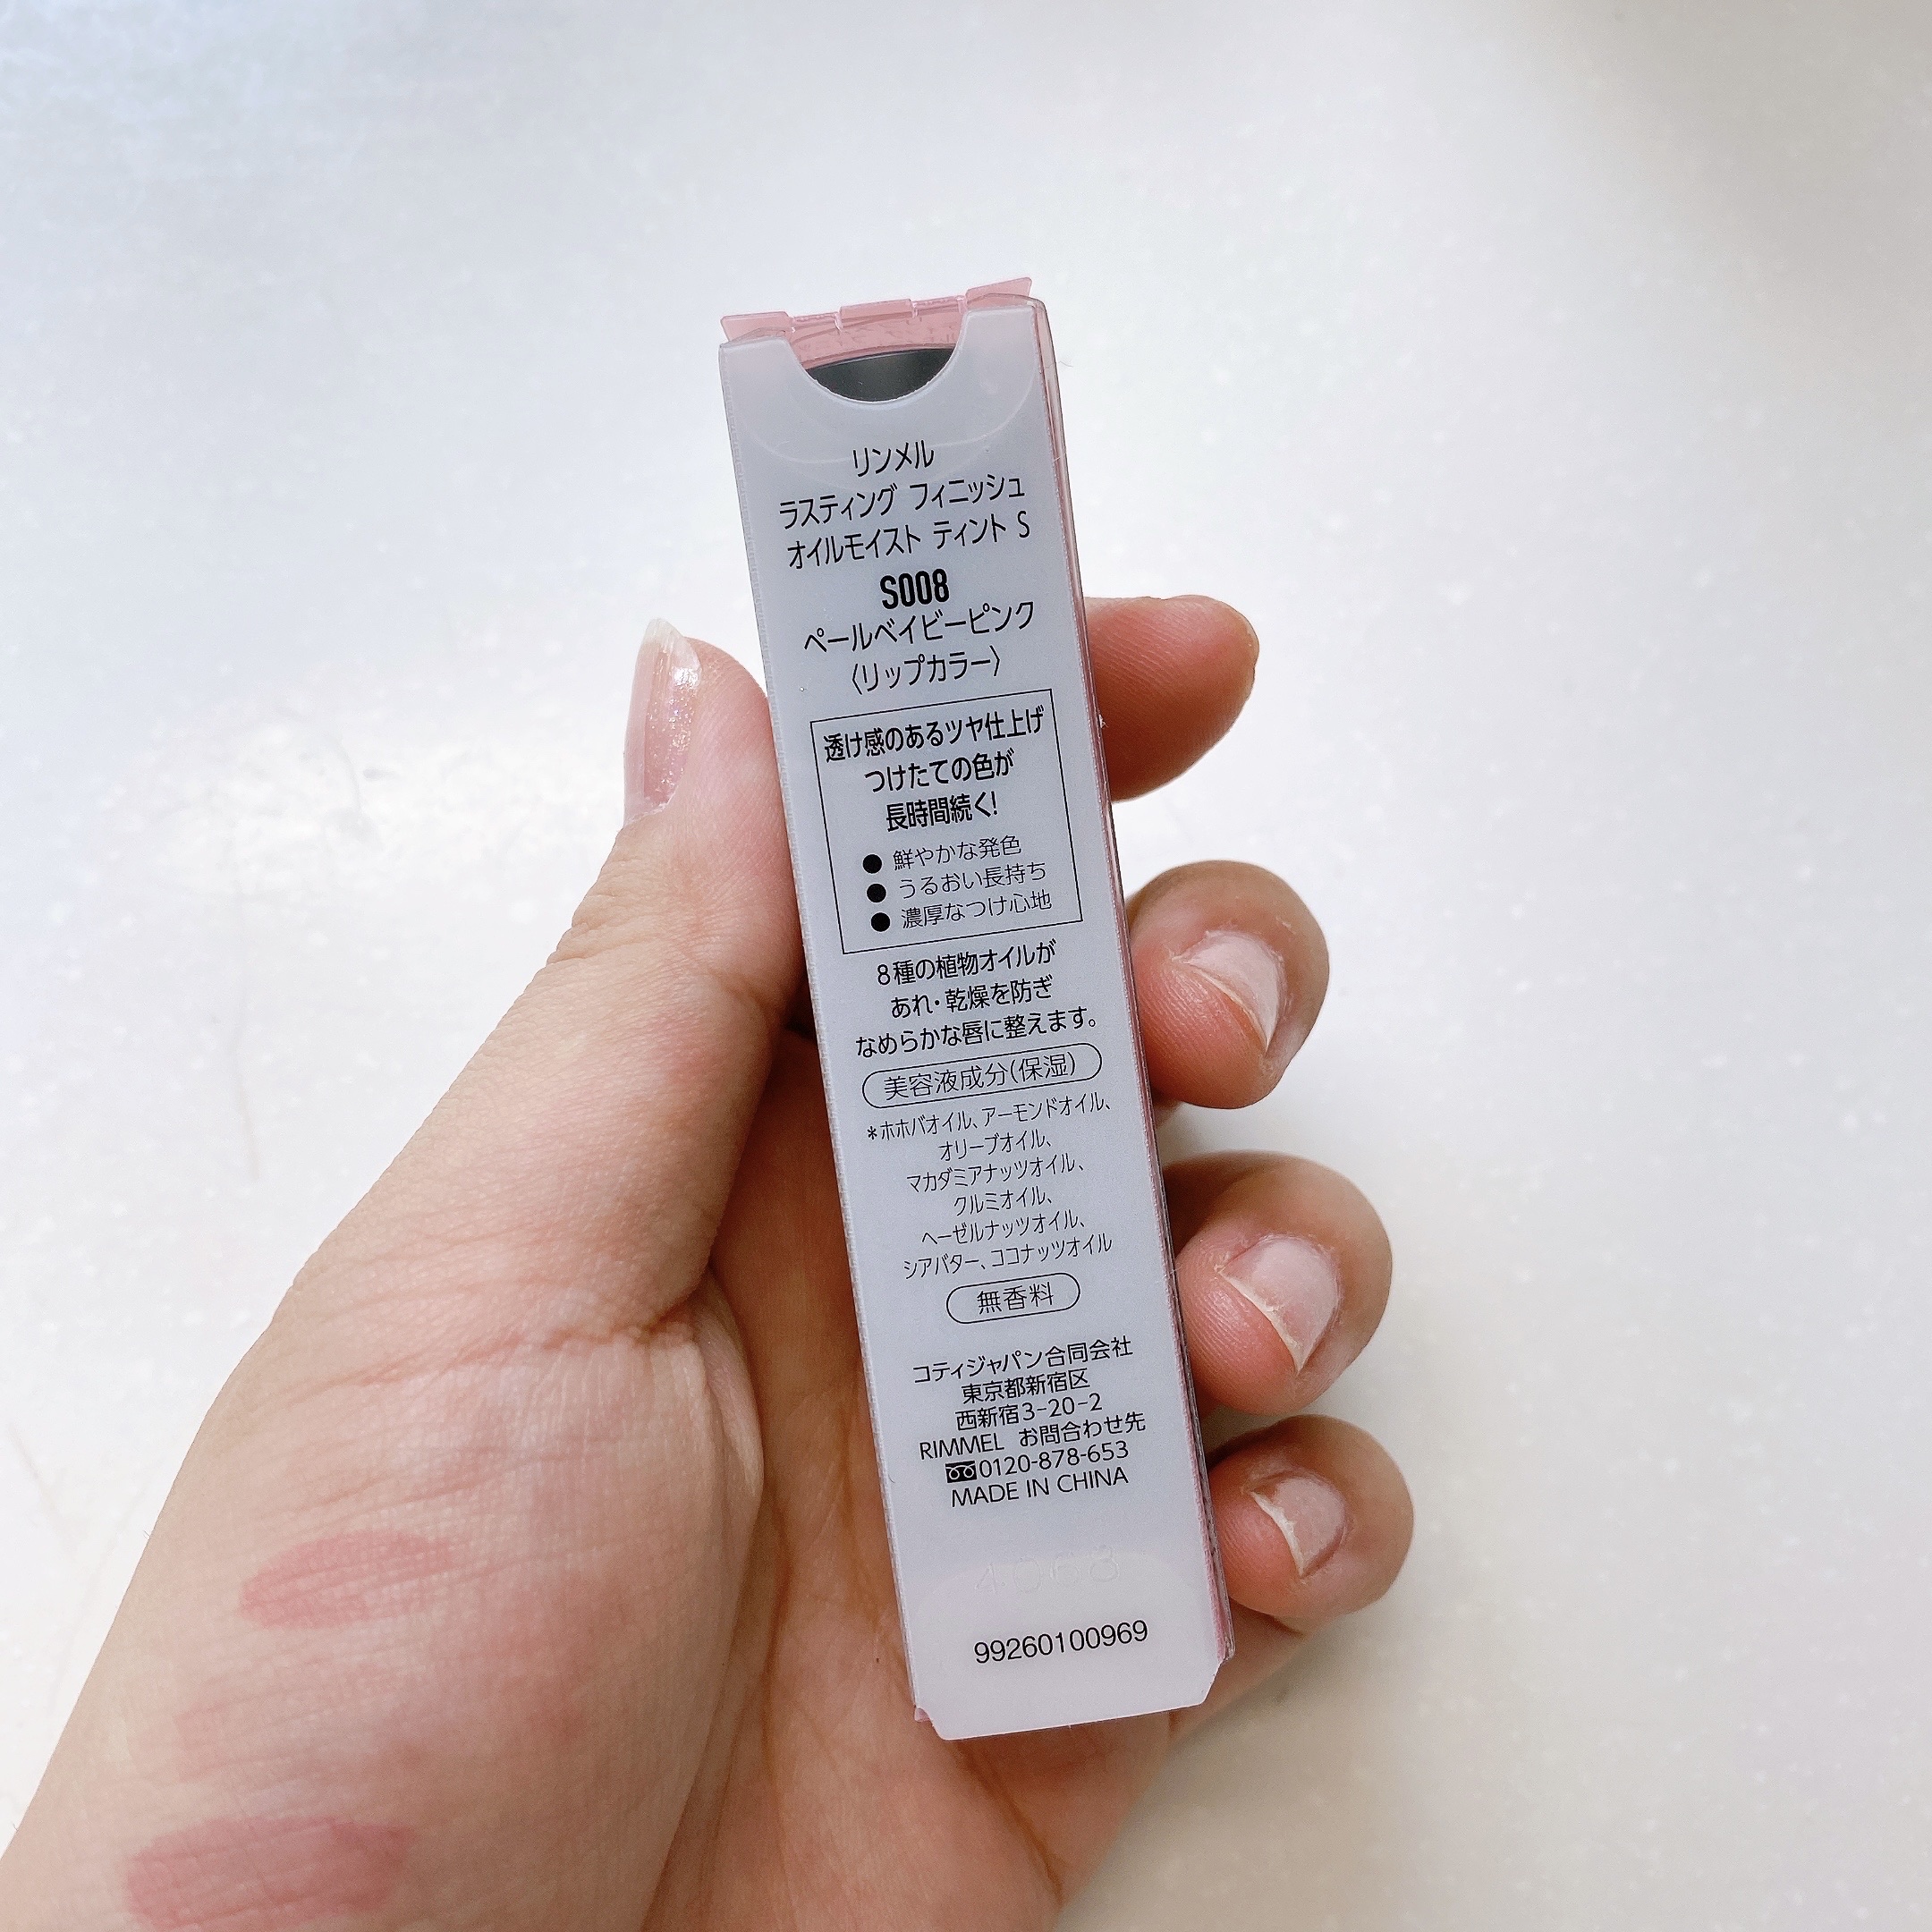 リンメル
ラスティング フィニッシュ
オイルモイスト ティント S
S008
ペールベイビーピンク
〈リップカラー〉
透け感のあるツヤ仕上げ
つけたての色が
長時間続く!
● 鮮やかな発色
● うるおい長持ち
● 濃厚なつけ心地
8種の植物オイルが
あれ・乾燥を防ぎ
なめらかな唇に整えます。
美容液成分(保湿)
*ホホバオイル、アーモンドオイル、
オリーブオイル、
マカダミアナッツオイル、
クルミオイル、
ヘーゼルナッツオイル、
シアバター、ココナッツオイル
無香料
コティジャパン合同会社
東京都新宿区
西新宿3-20-2
RIMMEL お問合わせ先
0120-878-653
MADE IN CHINA
99260100969